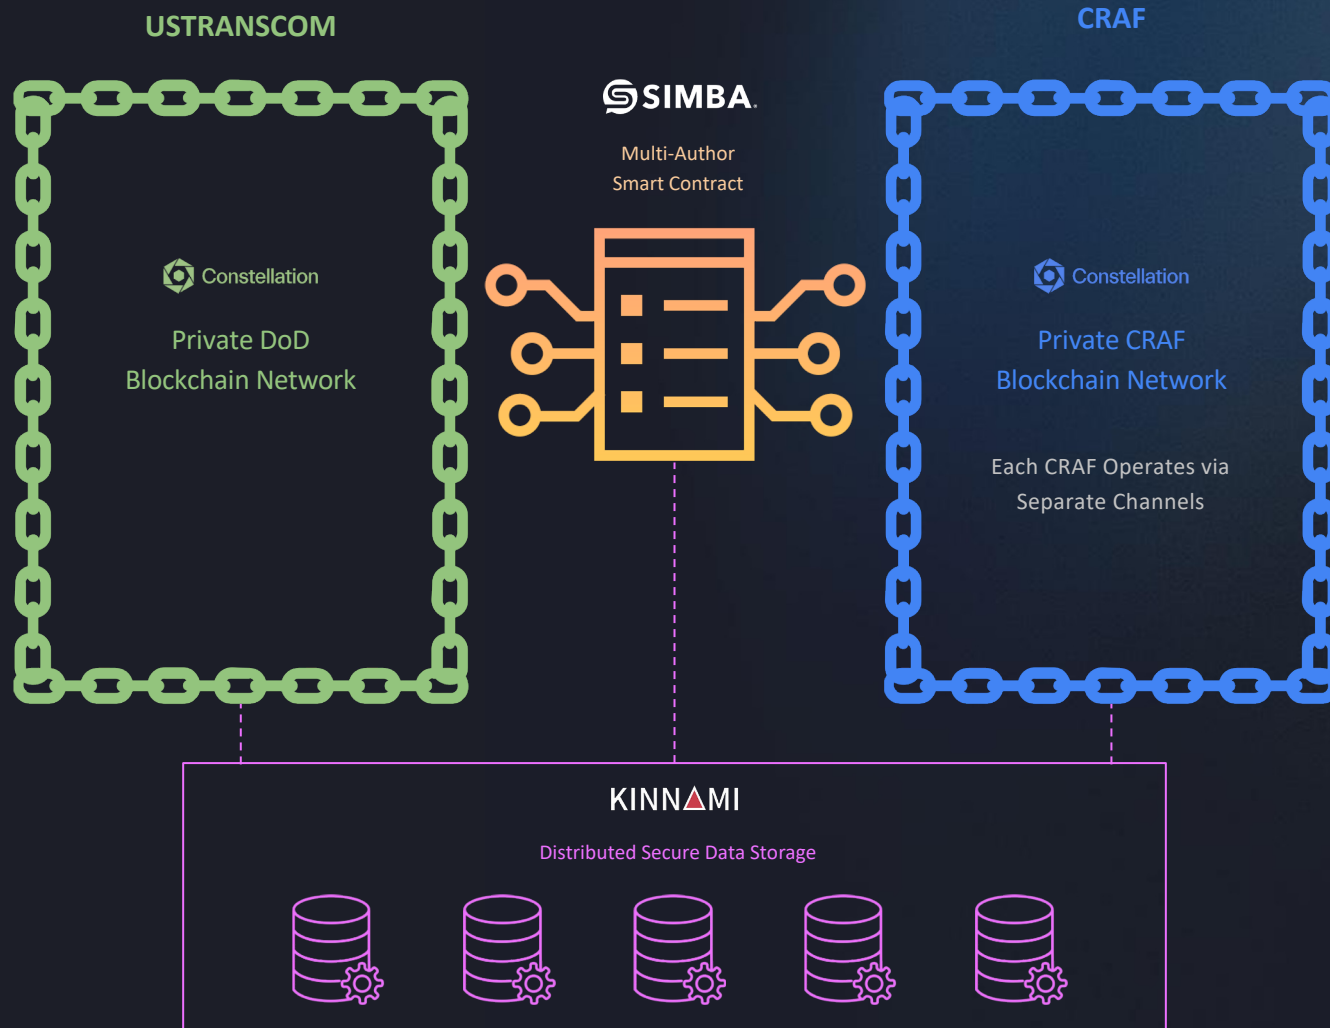 USTRANSCOM
CRAF
SIMBA.
Multi-Author
Smart Contract
Constellation
Private DoD
Blockchain Network
Constellation
Private CRAF
Blockchain Network
Each CRAF Operates via
Separate Channels
KINNAMI
Distributed Secure Data Storage